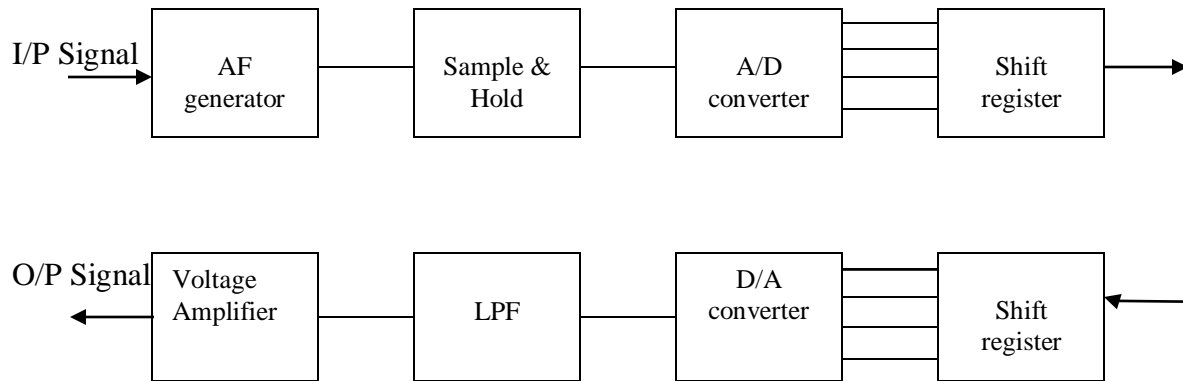 I/P Signal
AF
generator
Sample &
Hold
A/D
converter
Shift
register
O/P Signal
Voltage
Amplifier
LPF
D/A
converter
Shift
register